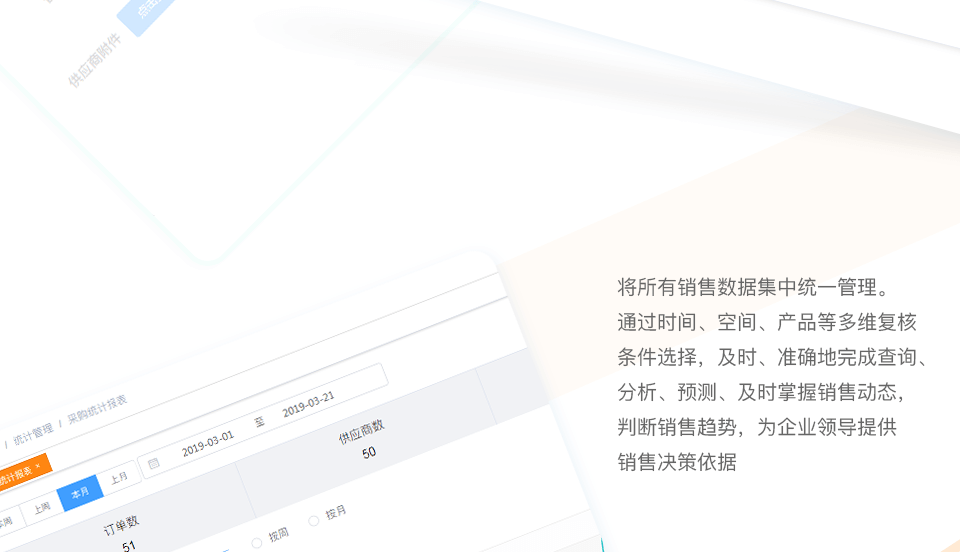 供应商附件
将所有销售数据集中统一管理。
通过时间、空间、产品等多维复核
条件选择，及时、准确地完成查询、
分析、预测、及时掌握销售动态，
判断销售趋势，为企业领导提供
销售决策依据
/ 统计管理 / 采购统计报表
统计报表 ×
本周 上周 本月 上月 2019-03-01 至 2019-03-21
订单数 供应商数
51 50
按周 按月